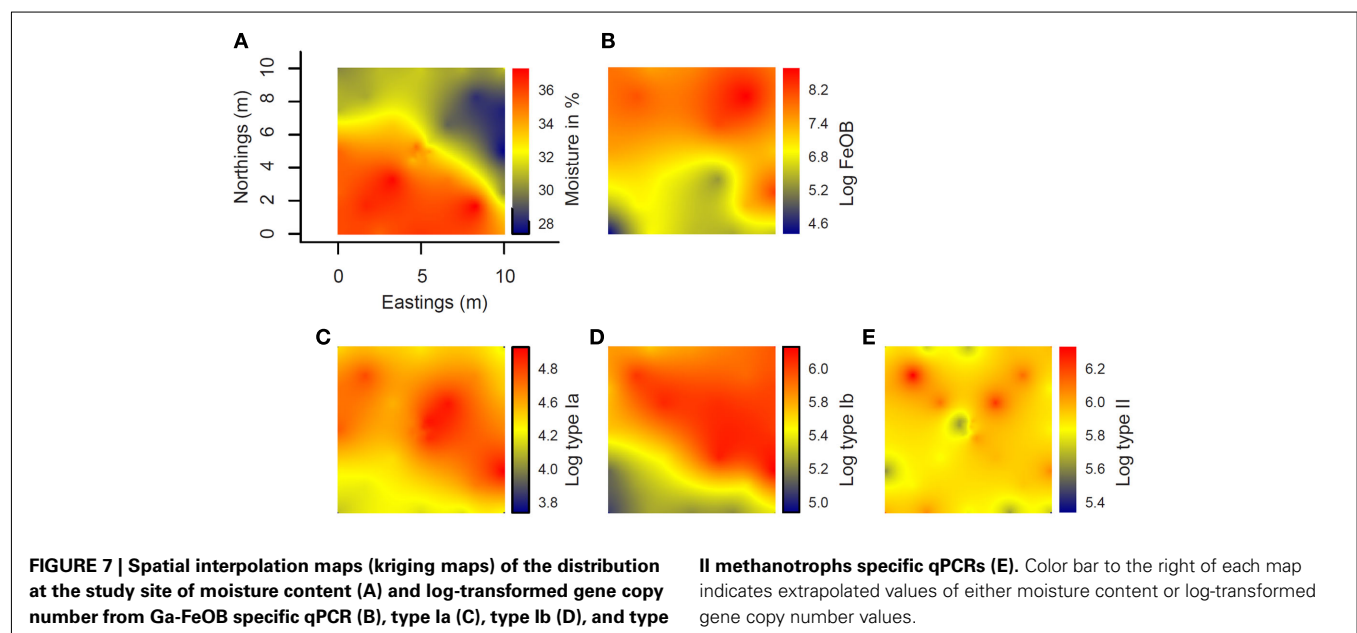 A
B
10
8
6
4
2
0
Northings (m)
0 5 10
Eastings (m)
36
34
32
30
28
Moisture in %
8.2
7.4
6.8
5.2
4.6
Log FeOB
C
D
E
4.8
4.6
4.2
4.0
3.8
Log type Ia
6.0
5.8
5.4
5.2
5.0
Log type Ib
6.2
6.0
5.8
5.6
5.4
Log type II
FIGURE 7 | Spatial interpolation maps (kriging maps) of the distribution
at the study site of moisture content (A) and log-transformed gene copy
number from Ga-FeOB specific qPCR (B), type Ia (C), type Ib (D), and type
II methanotrophs specific qPCRs (E). Color bar to the right of each map
indicates extrapolated values of either moisture content or log-transformed
gene copy number values.